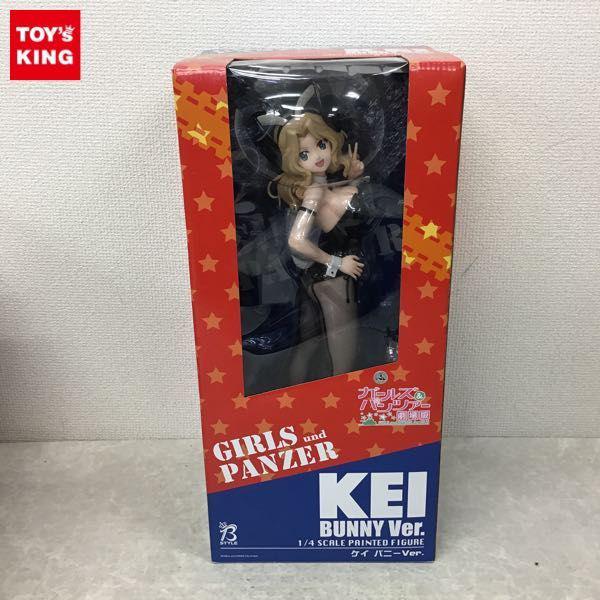 TOY's
KING
ガールズ&
パンツァー
劇場版
GIRLS und
PANZER
KEI
BUNNY Ver.
1/4 SCALE PAINTED FIGURE
ケイ バニーVer.
B
STYLE